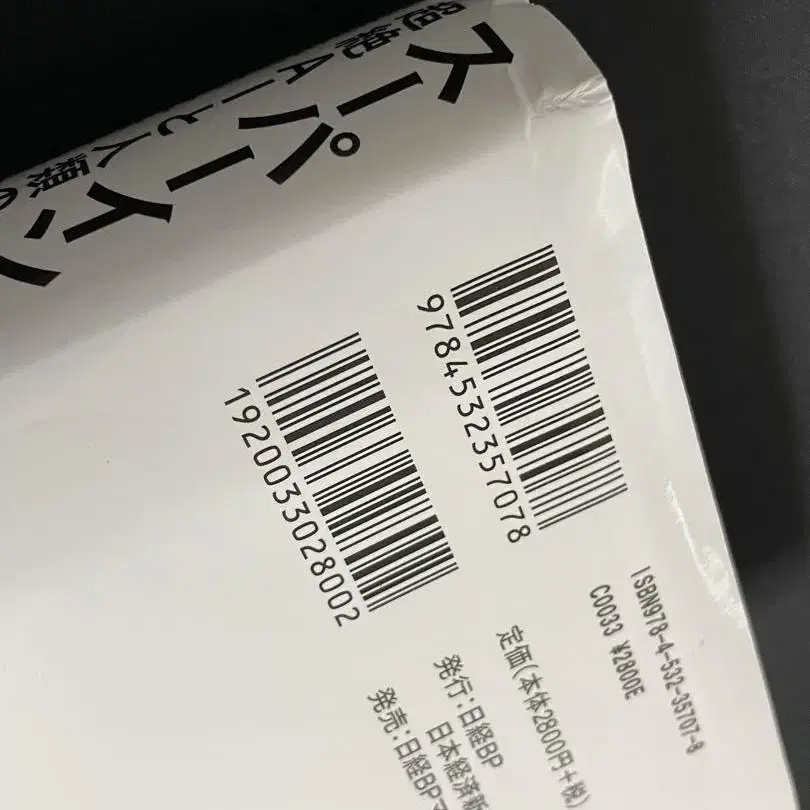 スーパーイン
超絶AIと人類の
9784532357078
1920033028002
ISBN978-4-532-35707-8
C0033 ¥2800E
定価(本体2800円+税)
発行:日経BP
日本経済新
発売:日経BPマ